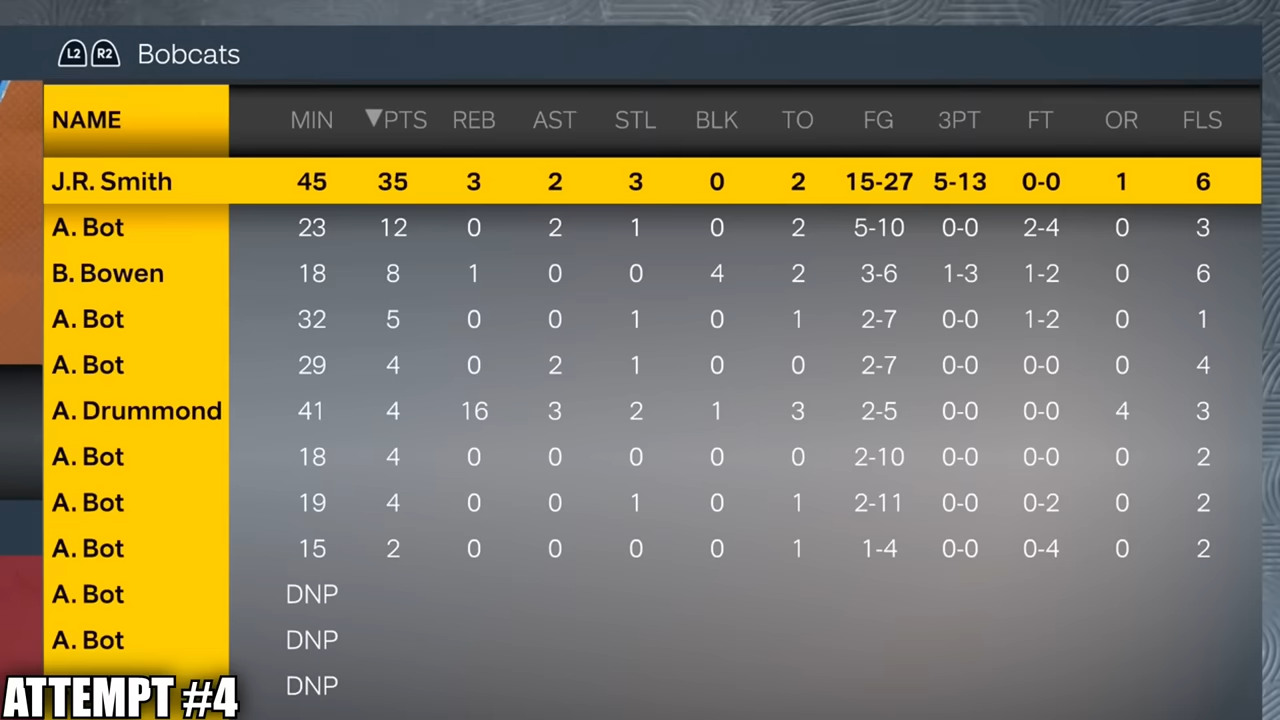 L2 R2 Bobcats
NAME MIN ▼PTS REB AST STL BLK TO FG 3PT FT OR FLS
J.R. Smith 45 35 3 2 3 0 2 15-27 5-13 0-0 1 6
A. Bot 23 12 0 2 1 0 2 5-10 0-0 2-4 0 3
B. Bowen 18 8 1 0 0 4 2 3-6 1-3 1-2 0 6
A. Bot 32 5 0 0 1 0 1 2-7 0-0 1-2 0 1
A. Bot 29 4 0 2 1 0 0 2-7 0-0 0-0 0 4
A. Drummond 41 4 16 3 2 1 3 2-5 0-0 0-0 4 3
A. Bot 18 4 0 0 0 0 0 2-10 0-0 0-0 0 2
A. Bot 19 4 0 0 1 0 1 2-11 0-0 0-2 0 2
A. Bot 15 2 0 0 0 0 1 1-4 0-0 0-4 0 2
A. Bot DNP
A. Bot DNP
DNP
ATTEMPT #4